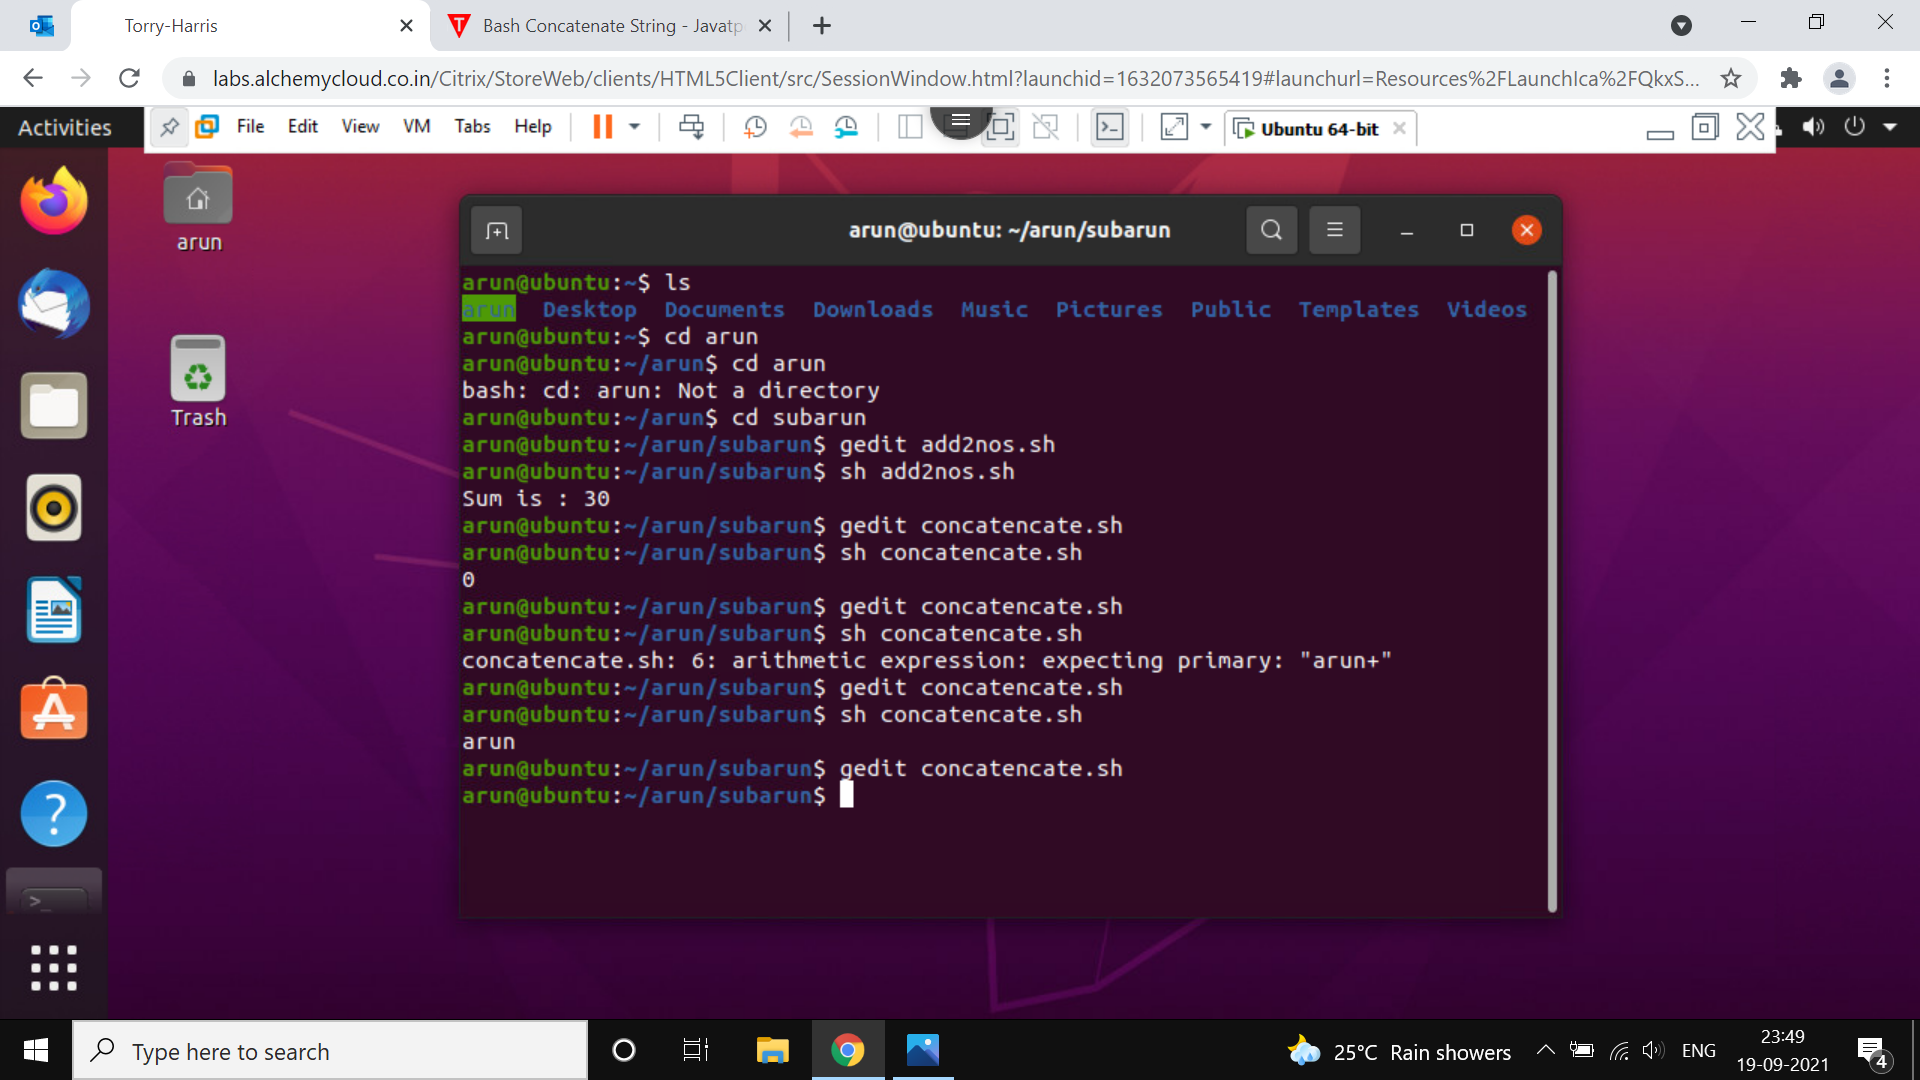 Torry-Harris
Bash Concatenate String - Javatp
labs.alchemycloud.co.in/Citrix/StoreWeb/clients/HTML5Client/src/SessionWindow.html?launchid=1632073565419#launchurl=Resources%2FLaunchIca%2FQkxS...
Activities File Edit View VM Tabs Help Ubuntu 64-bit
arun
Trash
arun@ubuntu: ~/arun/subarun
arun@ubuntu:~$ ls
arun Desktop Documents Downloads Music Pictures Public Templates Videos
arun@ubuntu:~$ cd arun
arun@ubuntu:~/arun$ cd arun
bash: cd: arun: Not a directory
arun@ubuntu:~/arun$ cd subarun
arun@ubuntu:~/arun/subarun$ gedit add2nos.sh
arun@ubuntu:~/arun/subarun$ sh add2nos.sh
Sum is : 30
arun@ubuntu:~/arun/subarun$ gedit concatencate.sh
arun@ubuntu:~/arun/subarun$ sh concatencate.sh
0
arun@ubuntu:~/arun/subarun$ gedit concatencate.sh
arun@ubuntu:~/arun/subarun$ sh concatencate.sh
concatencate.sh: 6: arithmetic expression: expecting primary: "arun+"
arun@ubuntu:~/arun/subarun$ gedit concatencate.sh
arun@ubuntu:~/arun/subarun$ sh concatencate.sh
arun
arun@ubuntu:~/arun/subarun$ gedit concatencate.sh
arun@ubuntu:~/arun/subarun$
Type here to search
25°C Rain showers
ENG
23:49
19-09-2021
4